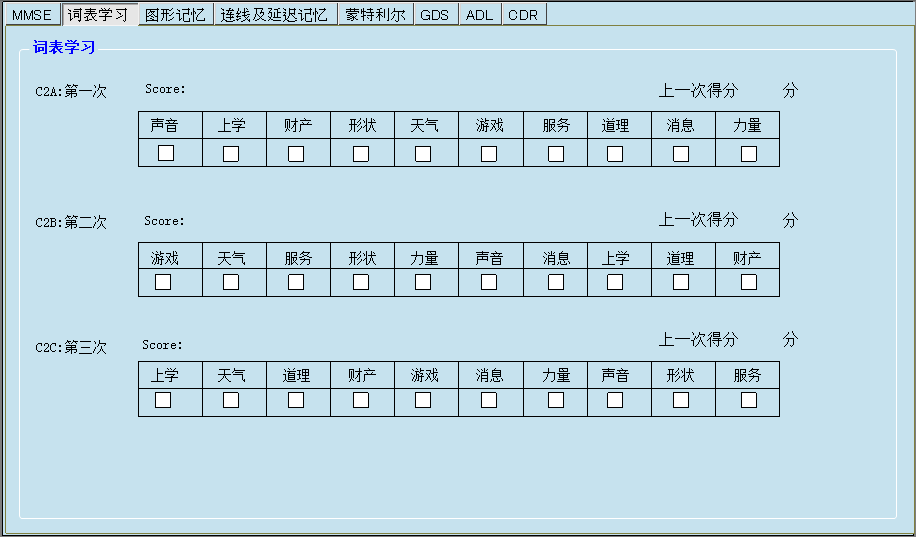 MMSE 词表学习 图形记忆 连线及延迟记忆 蒙特利尔 GDS ADL CDR
词表学习
C2A:第一次 Score: 上一次得分 分
声音 上学 财产 形状 天气 游戏 服务 道理 消息 力量
C2B:第二次 Score: 上一次得分 分
游戏 天气 服务 形状 力量 声音 消息 上学 道理 财产
C2C:第三次 Score: 上一次得分 分
上学 天气 道理 财产 游戏 消息 力量 声音 形状 服务